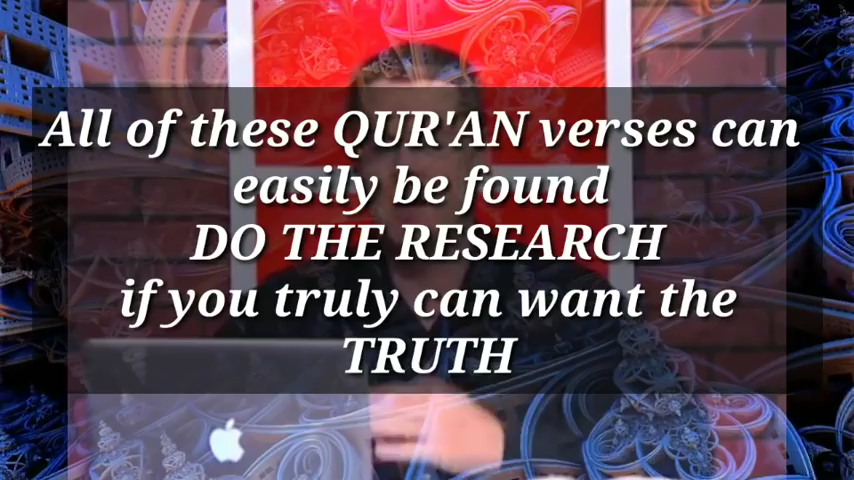 All of these QUR'AN verses can
easily be found
DO THE RESEARCH
if you truly can want the
TRUTH